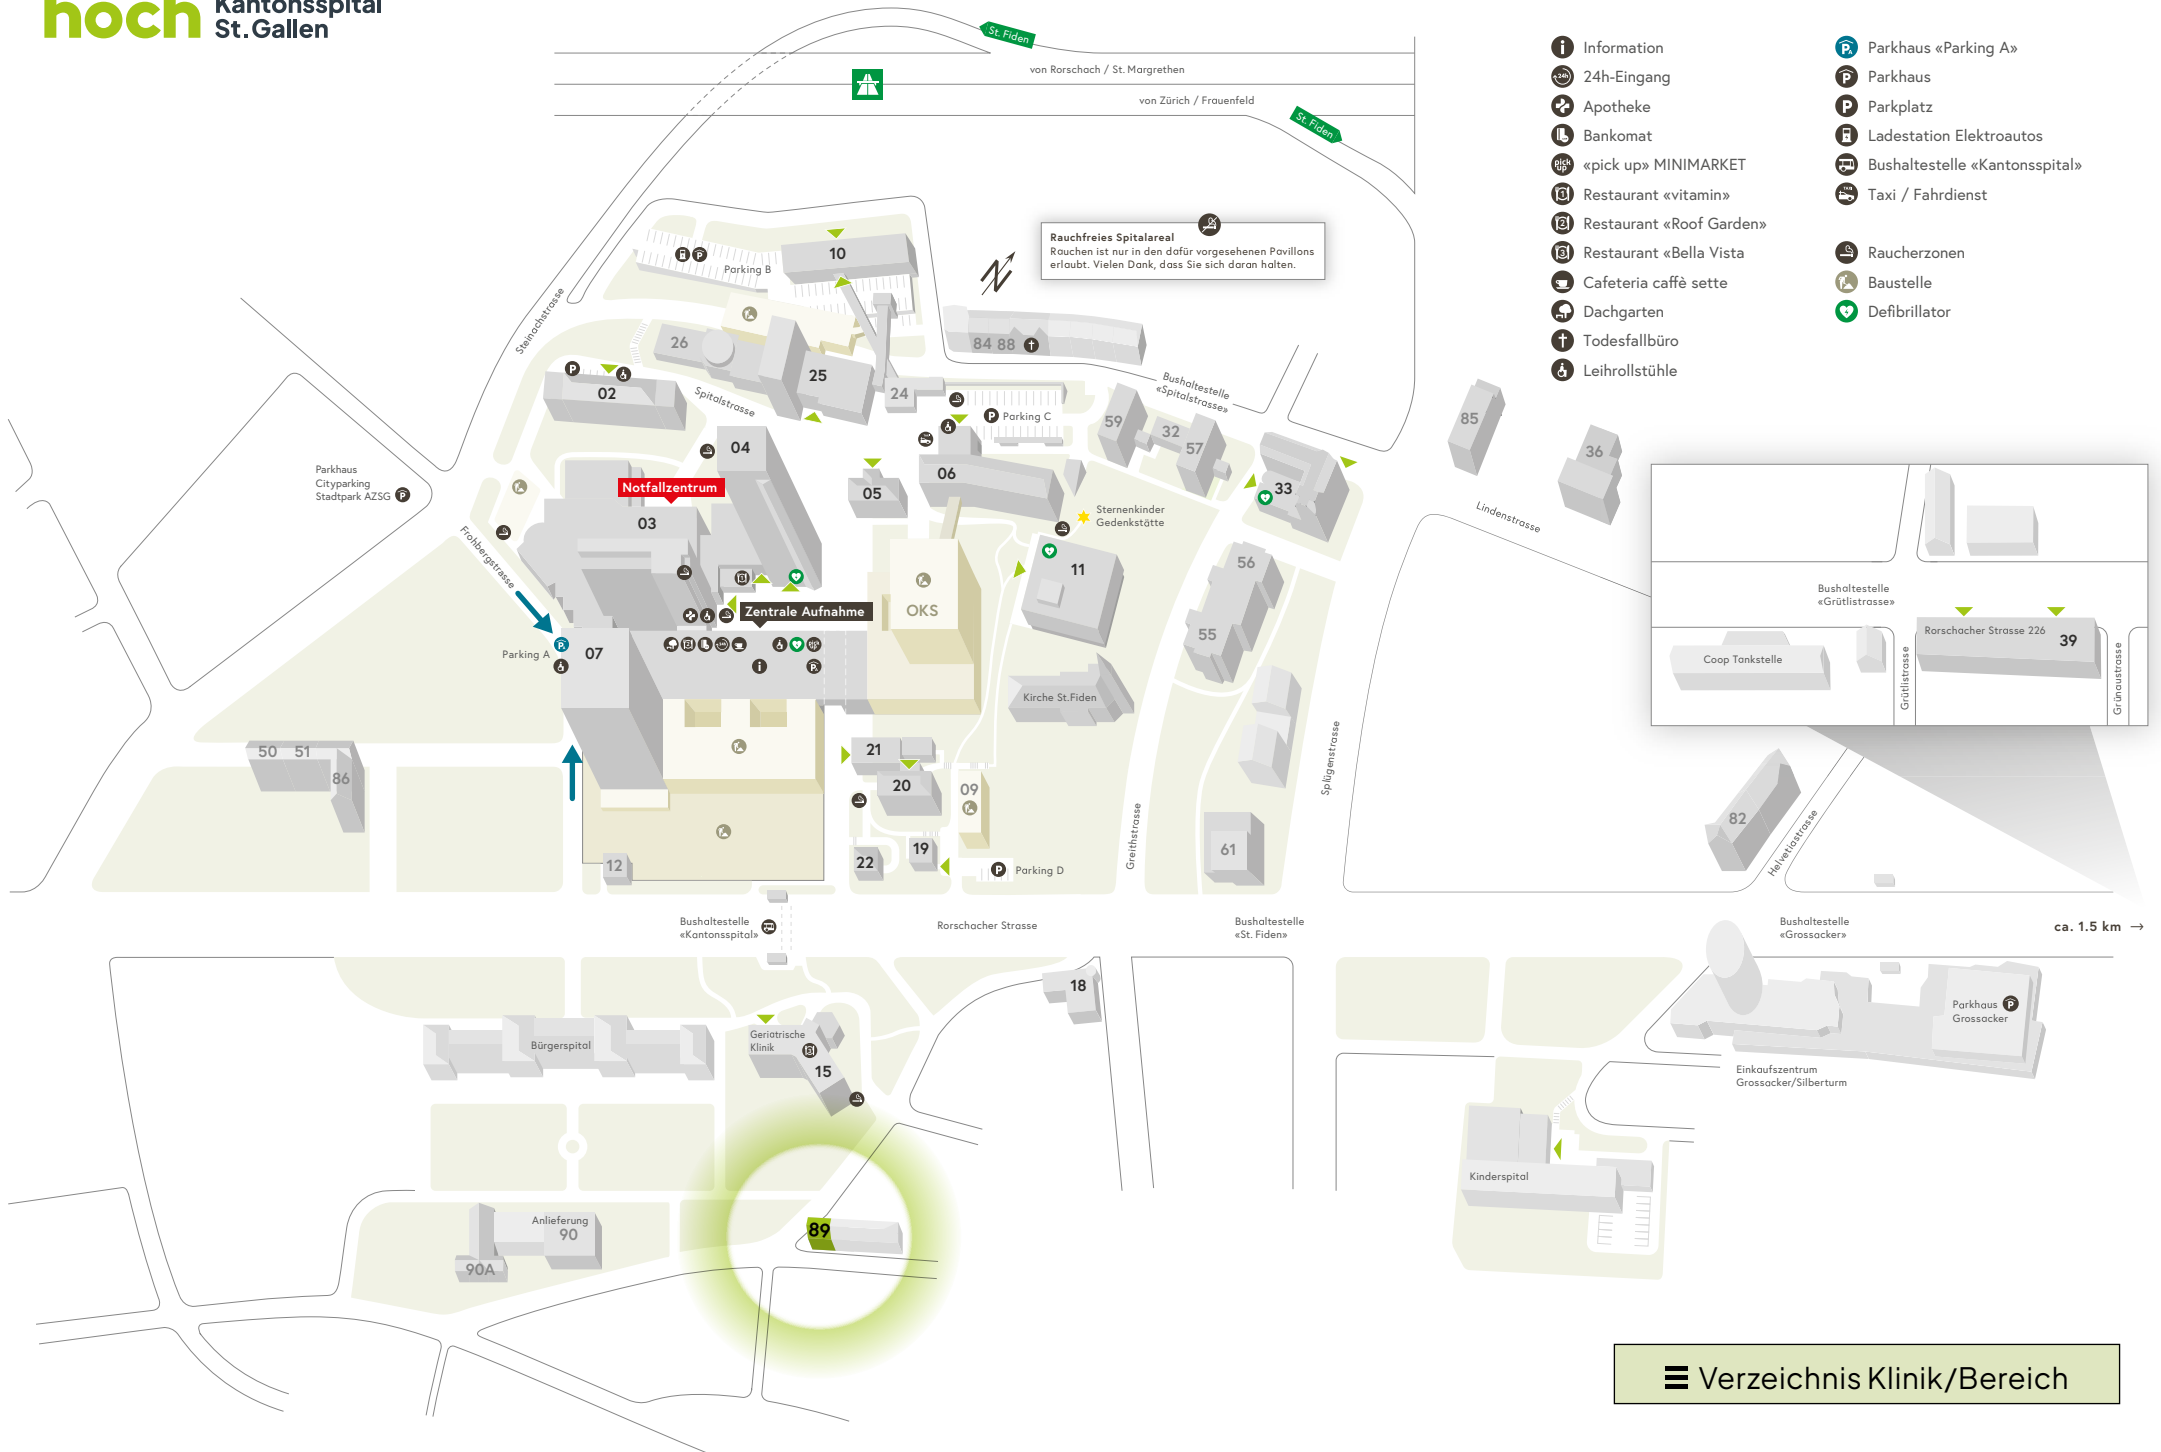 hoch Kantonsspital
St.Gallen
St. Fiden
von Rorschach / St. Margrethen
von Zürich / Frauenfeld
St. Fiden
Information
24h-Eingang
Apotheke
Bankomat
«pick up» MINIMARKET
Restaurant «vitamin»
Restaurant «Roof Garden»
Restaurant «Bella Vista
Cafeteria caffè sette
Dachgarten
Todesfallbüro
Leihrollstühle
Parkhaus «Parking A»
Parkhaus
Parkplatz
Ladestation Elektroautos
Bushaltestelle «Kantonsspital»
Taxi / Fahrdienst
Raucherzonen
Baustelle
Defibrillator
Rauchfreies Spitalareal
Rauchen ist nur in den dafür vorgesehenen Pavillons
erlaubt. Vielen Dank, dass Sie sich daran halten.
10
Parking B
Steinachstrasse
26
25
84 88
02
Spitalstrasse
24
Bushaltestelle
«Spitalstrasse»
Parking C
59
32
57
85
36
04
Parkhaus
Cityparking
Stadtpark AZSG
Notfallzentrum
03
05
06
33
Sternenkinder
Gedenkstätte
Lindenstrasse
Frohbergstrasse
11
56
OKS
Zentrale Aufnahme
55
Parking A
07
Kirche St.Fiden
Bushaltestelle
«Grütlistrasse»
Rorschacher Strasse 226
39
Coop Tankstelle
Grütlistrasse
Grünaustrasse
50 51
86
21
20
09
Splügenstrasse
Greithstrasse
82
Helvetiastrasse
12
22
19
Parking D
61
Bushaltestelle
«Kantonsspital»
Rorschacher Strasse
Bushaltestelle
«St. Fiden»
Bushaltestelle
«Grossacker»
ca. 1.5 km →
18
Parkhaus
Grossacker
Bürgerspital
Geriatrische
Klinik
15
Einkaufszentrum
Grossacker/Silberturm
Kinderspital
Anlieferung
90
90A
89
Verzeichnis Klinik/Bereich